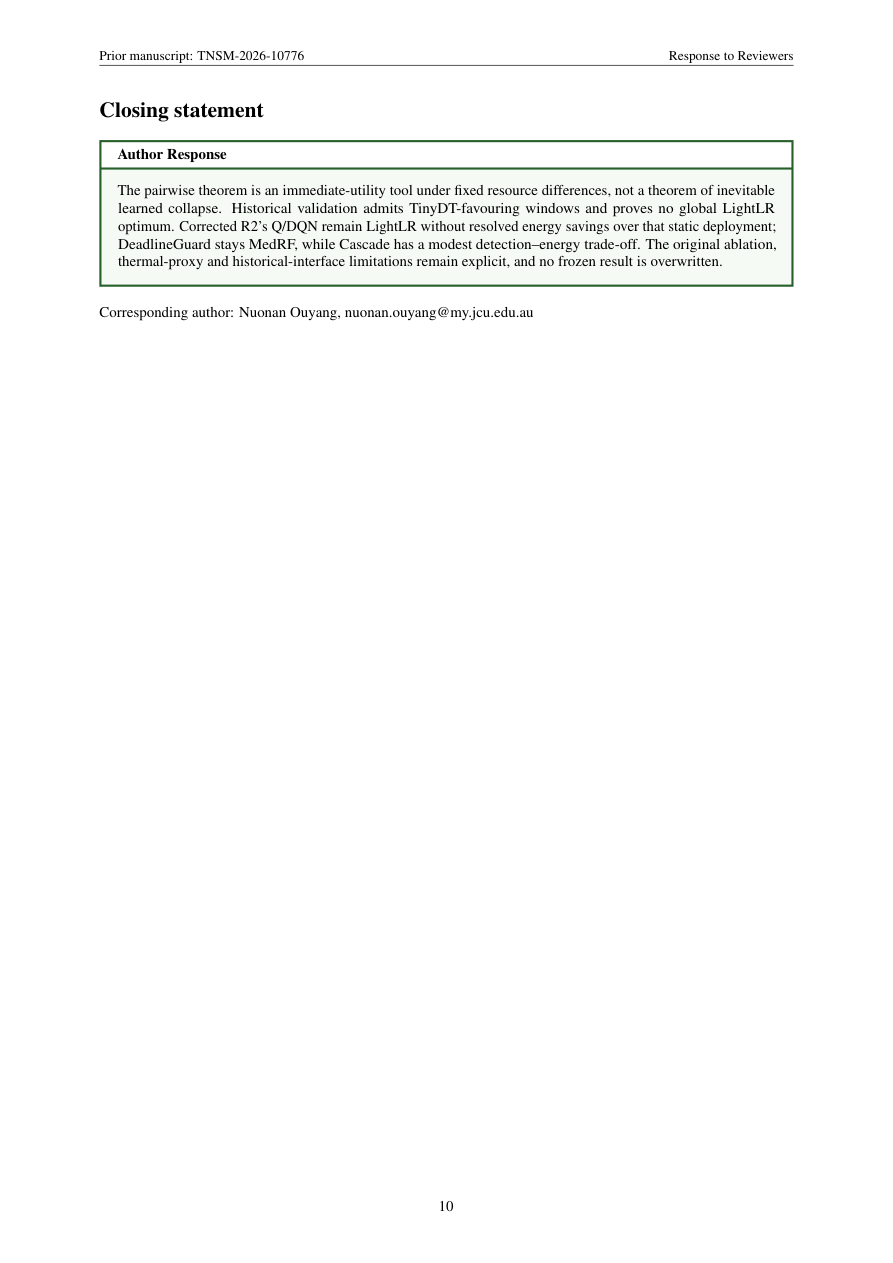 Prior manuscript: TNSM-2026-10776
Response to Reviewers
Closing statement
Author Response
The pairwise theorem is an immediate-utility tool under fixed resource differences, not a theorem of inevitable
learned collapse. Historical validation admits TinyDT-favouring windows and proves no global LightLR
optimum. Corrected R2’s Q/DQN remain LightLR without resolved energy savings over that static deployment;
DeadlineGuard stays MedRF, while Cascade has a modest detection–energy trade-off. The original ablation,
thermal-proxy and historical-interface limitations remain explicit, and no frozen result is overwritten.
Corresponding author: Nuonan Ouyang, nuonan.ouyang@my.jcu.edu.au
10